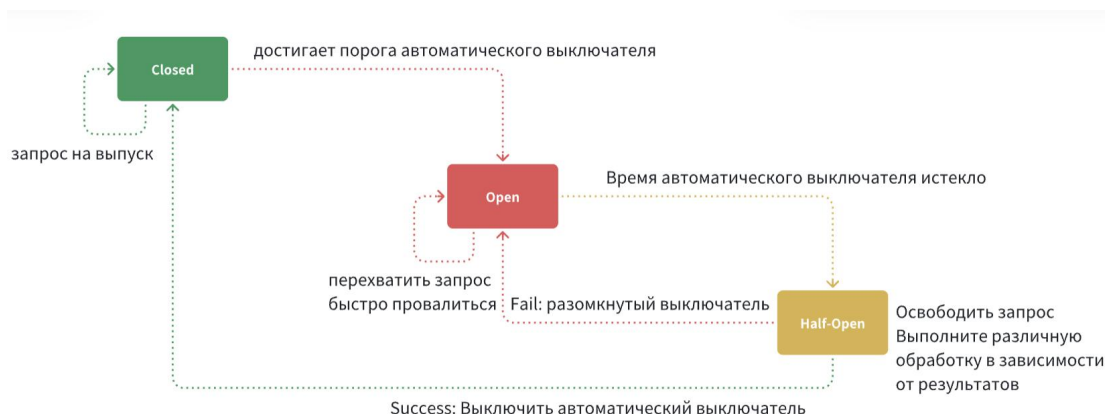 достигает порога автоматического выключателя
Closed
запрос на выпуск
Время автоматического выключателя истекло
Open
перехватить запрос
быстро провалиться
Fail: разомкнутый выключатель
Half-Open
Освободить запрос
Выполните различную
обработку в зависимости
от результатов
Success: Выключить автоматический выключатель